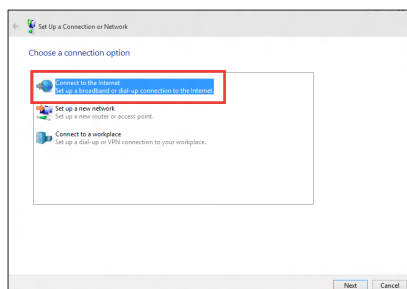 Set Up a Connection or Network
Choose a connection option
Connect to the Internet
Set up a broadband or dial-up connection to the Internet.
Set up a new network
Set up a new router or access point.
Connect to a workplace
Set up a dial-up or VPN connection to your workplace.
Next Cancel